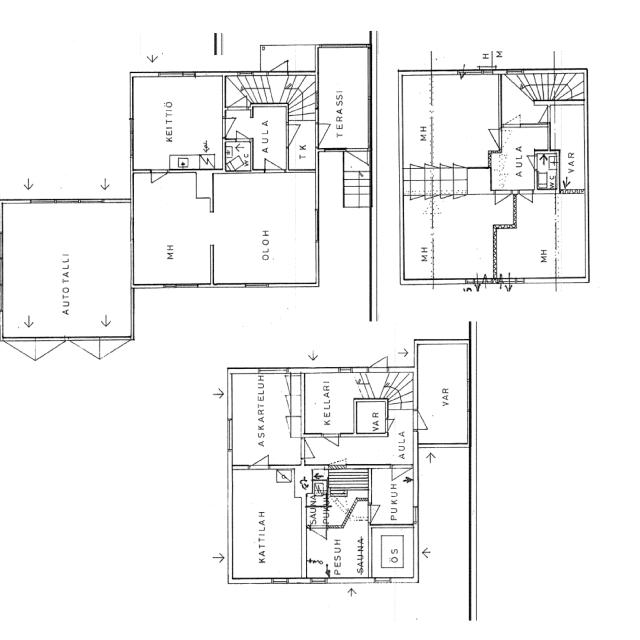 KEITTIÖ
WC
AULA
TK
TERASSI
MH
OLOH
AUTOTALLI
H
M
MH
AULA
WC
VAR
MH
MH
S
ASKARTELUH
KELLARI
VAR
AULA
VAR
KATTILAH
SAUNA
PUKUH
PESUH
SAUNA
PUKUH
ÖS